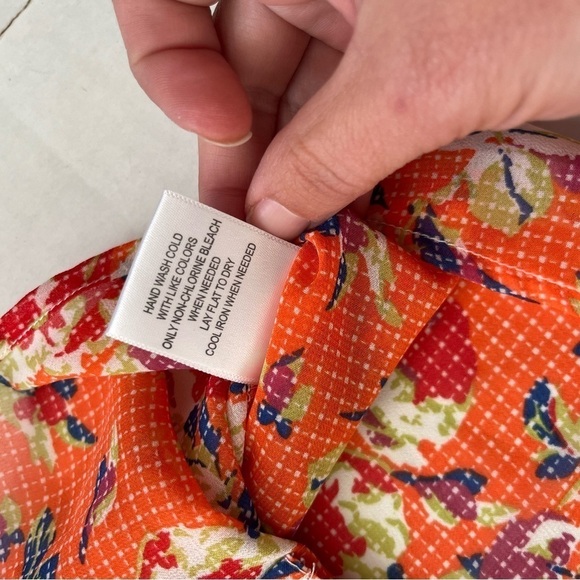 HAND WASH COLD
WITH LIKE COLORS
ONLY NON-CHLORINE BLEACH
WHEN NEEDED
LAY FLAT TO DRY
COOL IRON WHEN NEEDED